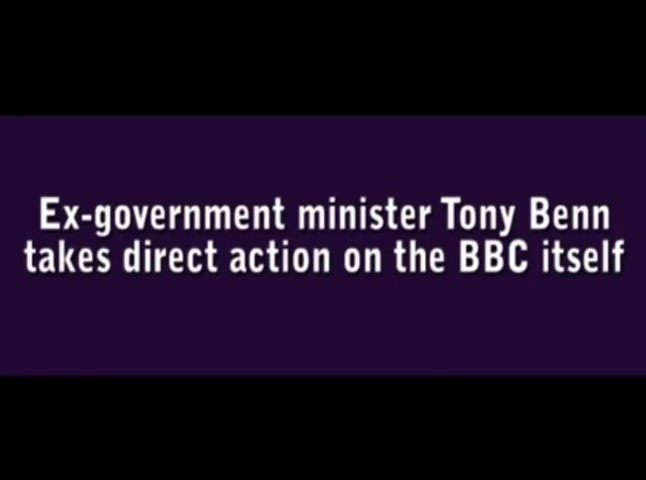 Ex-government minister Tony Benn
takes direct action on the BBC itself